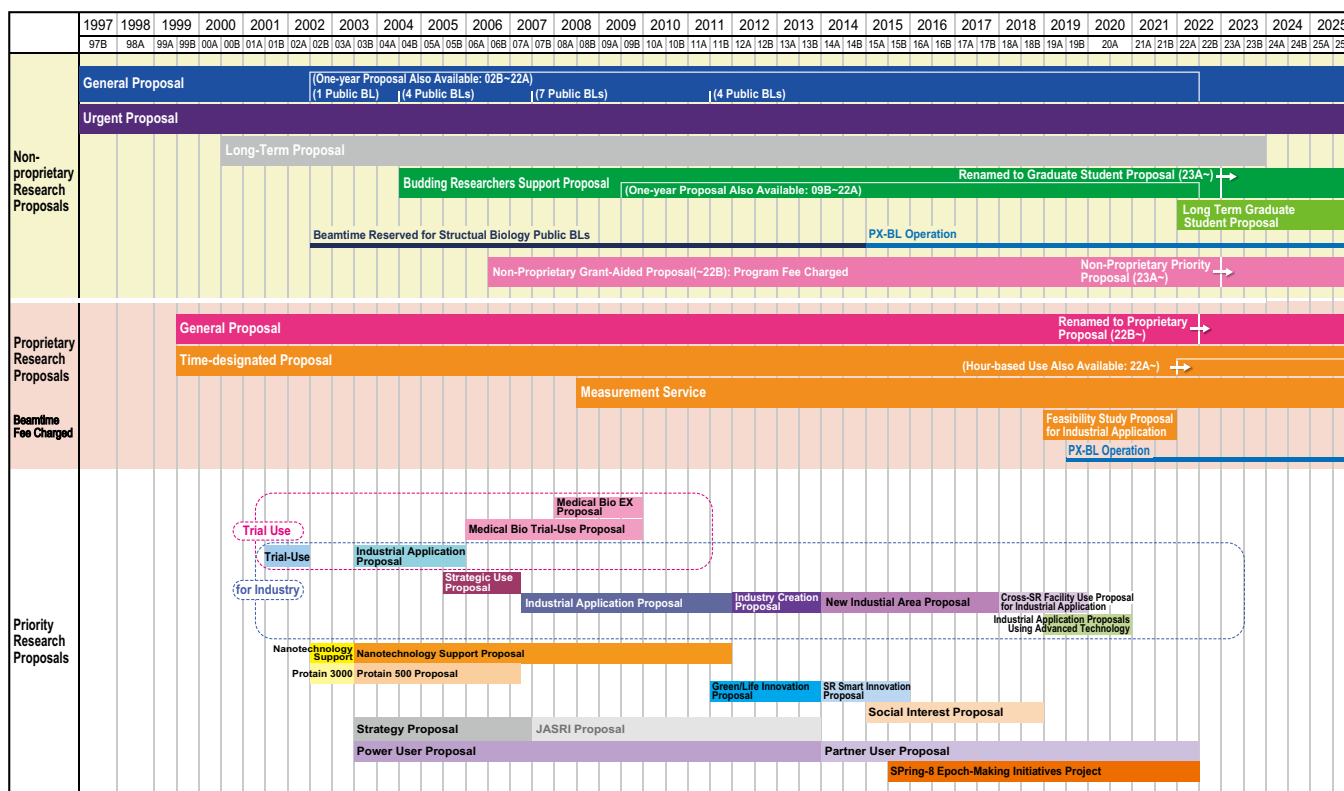 1997 1998 1999 2000 2001 2002 2003 2004 2005 2006 2007 2008 2009 2010 2011 2012 2013 2014 2015 2016 2017 2018 2019 2020 2021 2022 2023 2024 2025
97B 98A 99A 99B 00A 00B 01A 01B 02A 02B 03A 03B 04A 04B 05A 05B 06A 06B 07A 07B 08A 08B 09A 09B 10A 10B 11A 11B 12A 12B 13A 13B 14A 14B 15A 15B 16A 16B 17A 17B 18A 18B 19A 19B 20A 21A 21B 22A 22B 23A 23B 24A 24B 25A
Non-
proprietary
Research
Proposals
General Proposal
(One-year Proposal Also Available: 02B~22A)
(1 Public BL) (4 Public BLs) (7 Public BLs) (4 Public BLs)
Urgent Proposal
Long-Term Proposal
Budding Researchers Support Proposal
(One-year Proposal Also Available: 09B~22A)
Renamed to Graduate Student Proposal (23A~)
Long Term Graduate
Student Proposal
Beamtime Reserved for Structual Biology Public BLs
PX-BL Operation
Non-Proprietary Grant-Aided Proposal(~22B): Program Fee Charged
Non-Proprietary Priority
Proposal (23A~)
Proprietary
Research
Proposals
Beamtime
Fee Charged
General Proposal
Renamed to Proprietary
Proposal (22B~)
Time-designated Proposal
(Hour-based Use Also Available: 22A~)
Measurement Service
Feasibility Study Proposal
for Industrial Application
PX-BL Operation
Priority
Research
Proposals
Trial Use
for Industry
Medical Bio EX
Proposal
Medical Bio Trial-Use Proposal
Trial-Use
Industrial Application
Proposal
Strategic Use
Proposal
Industrial Application Proposal
Industry Creation
Proposal
New Industial Area Proposal
Cross-SR Facility Use Proposal
for Industrial Application
Industrial Application Proposals
Using Advanced Technology
Nanotechnology
Support
Nanotechnology Support Proposal
Protain 3000
Protain 500 Proposal
Green/Life Innovation
Proposal
SR Smart Innovation
Proposal
Social Interest Proposal
Strategy Proposal
JASRI Proposal
Power User Proposal
Partner User Proposal
SPring-8 Epoch-Making Initiatives Project